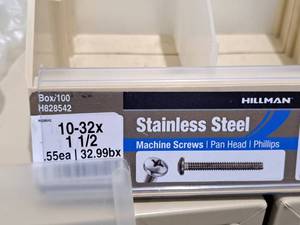 Box/100
H828542
HILLMAN
10-32x
1 1/2
.55ea | 32.99bx
Stainless Steel
Machine Screws | Pan Head | Phillips